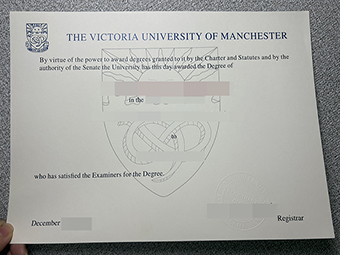 THE VICTORIA UNIVERSITY OF MANCHESTER
By virtue of the power to award degrees granted to it by the Charter and Statutes and by the
authority of the Senate the University has this day awarded the Degree of
in the
to
who has satisfied the Examiners for the Degree.
December
Registrar